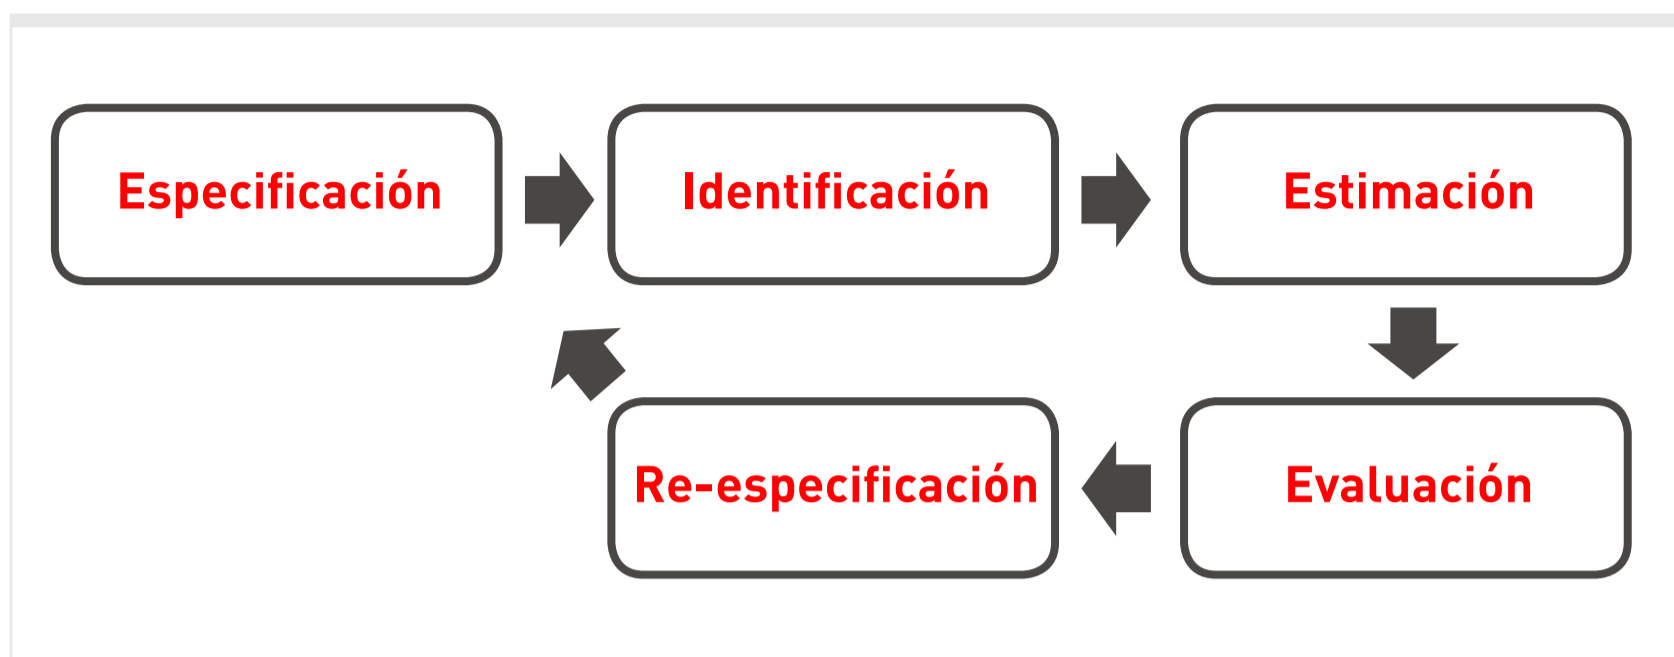 Especificación
Identificación
Estimación
Re-especificación
Evaluación